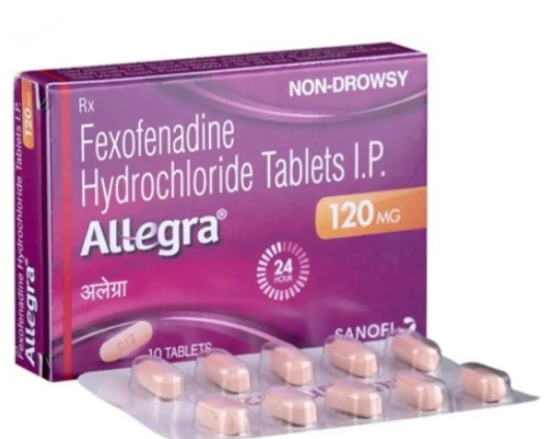 NON-DROWSY
Rx
Fexofenadine
Hydrochloride Tablets I.P.
Allegra®
120 MG
अलेग्रा
24
HOUR
012
10 TABLETS
SANOFI
Fexofenadine Hydrochloride Tablets I.P.
Allegra®
120